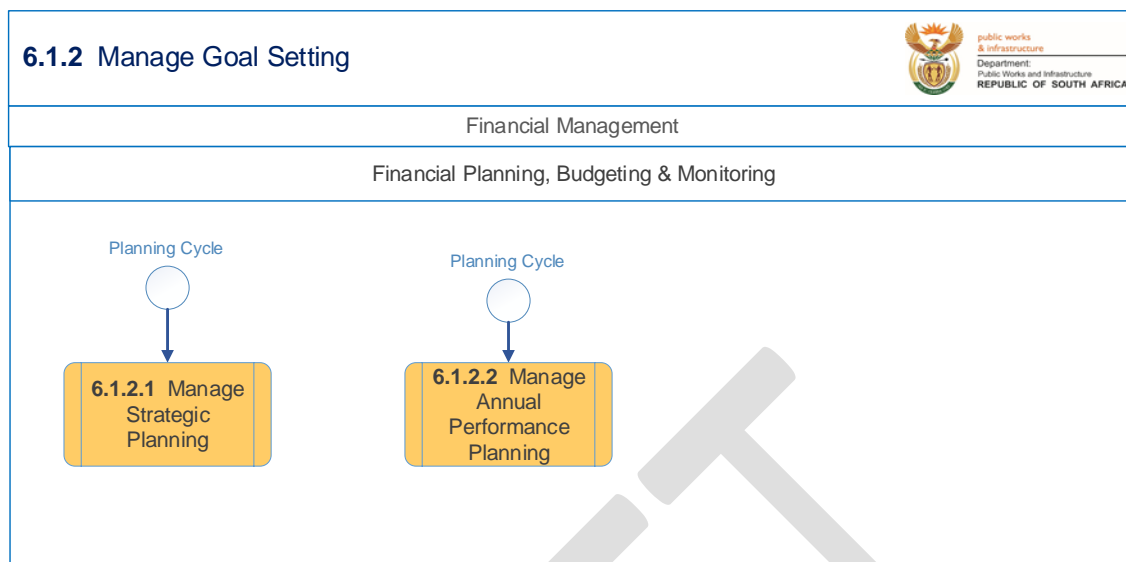 6.1.2 Manage Goal Setting
public works
& infrastructure
Department:
Public Works and Infrastructure
REPUBLIC OF SOUTH AFRICA
Financial Management
Financial Planning, Budgeting & Monitoring
Planning Cycle
Planning Cycle
6.1.2.1 Manage
Strategic
Planning
6.1.2.2 Manage
Annual
Performance
Planning